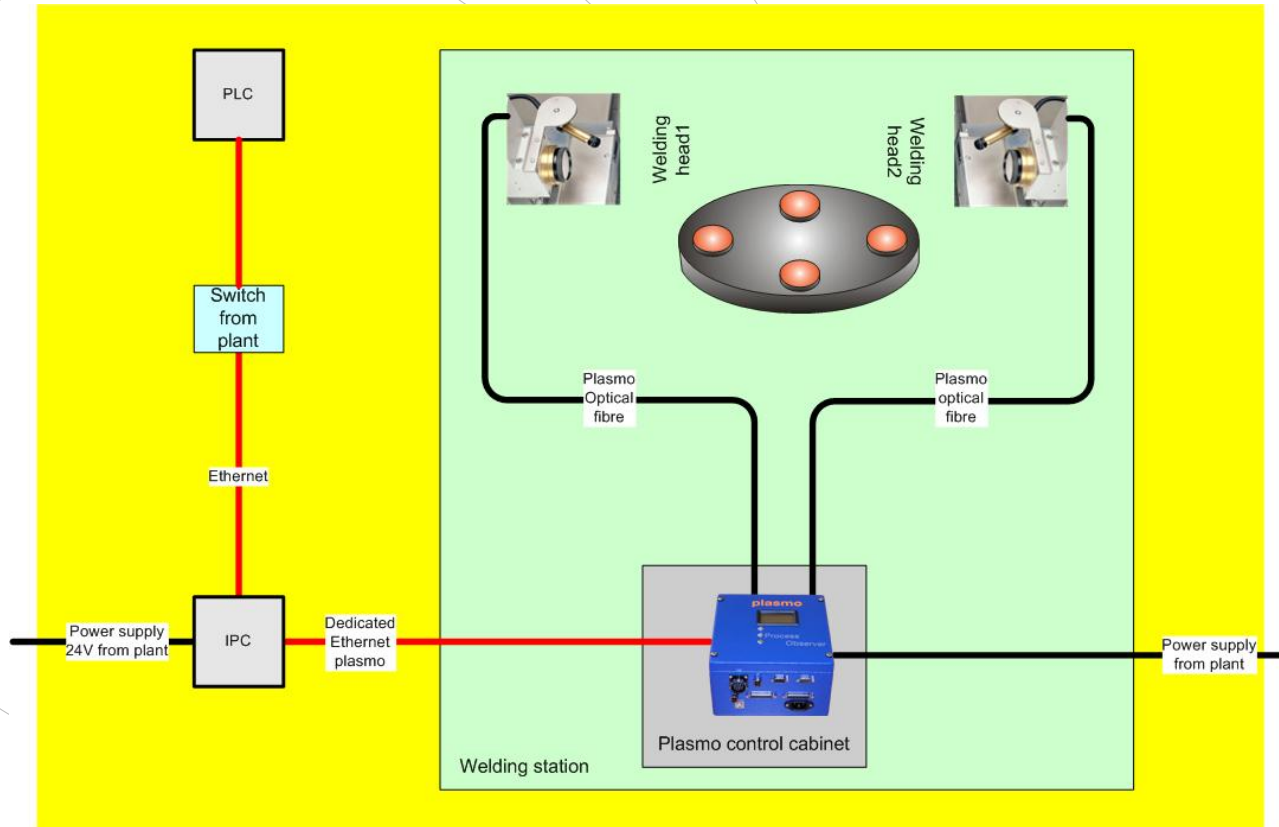 PLC
Switch
from
plant
Ethernet
IPC
Power supply
24V from plant
Dedicated
Ethernet
plasmo
Welding
head1
Welding
head2
Plasmo
Optical
fibre
Plasmo
optical
fibre
plasmo
Process
Observer
Power supply
from plant
Plasmo control cabinet
Welding station